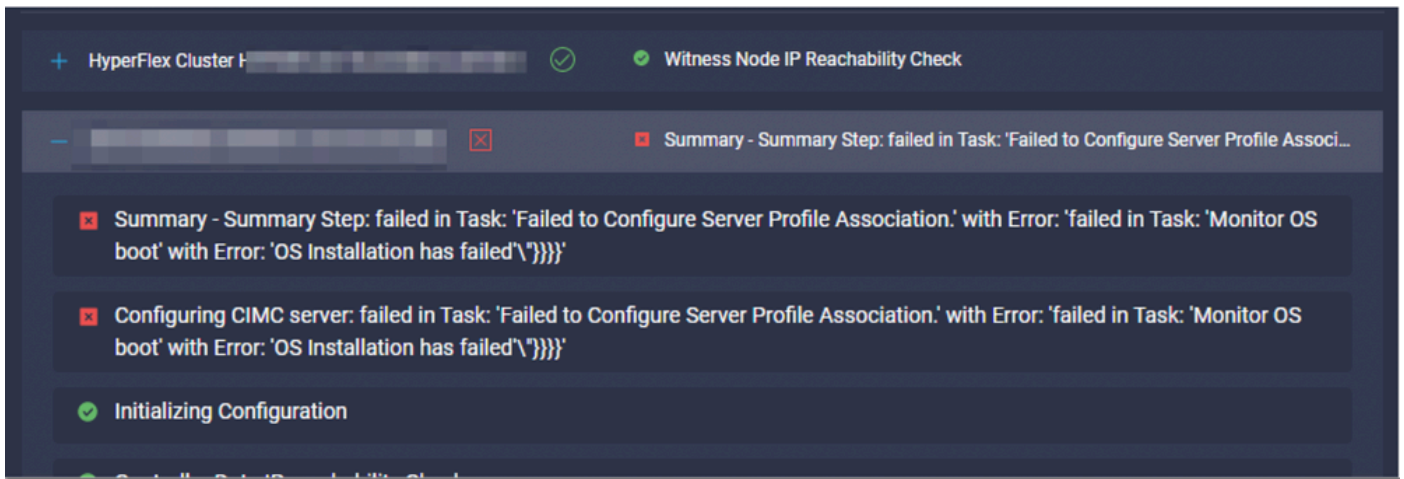 HyperFlex Cluster H
Witness Node IP Reachability Check
Summary - Summary Step: failed in Task: 'Failed to Configure Server Profile Associ...
Summary - Summary Step: failed in Task: 'Failed to Configure Server Profile Association.' with Error: 'failed in Task: 'Monitor OS
boot' with Error: 'OS Installation has failed'\"}}}}'
Configuring CIMC server: failed in Task: 'Failed to Configure Server Profile Association.' with Error: 'failed in Task: 'Monitor OS
boot' with Error: 'OS Installation has failed'\"}}}}'
Initializing Configuration